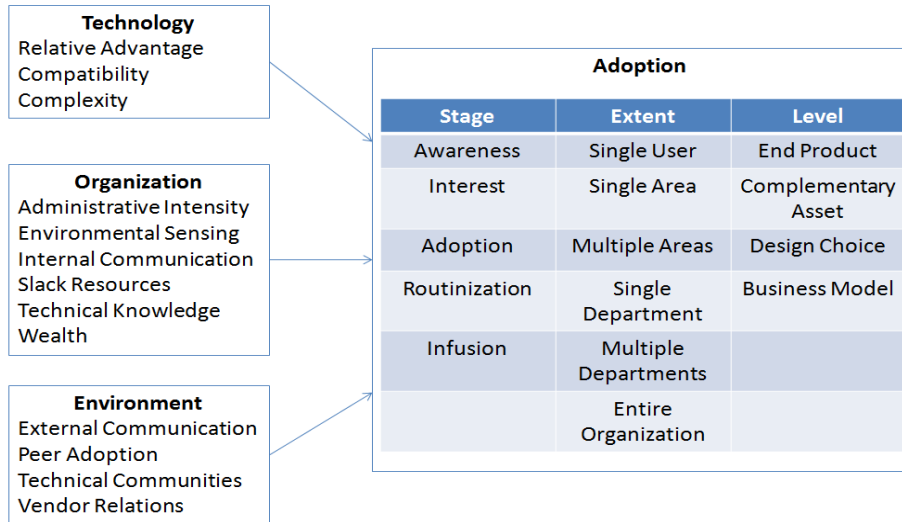 Technology
Relative Advantage
Compatibility
Complexity
Organization
Administrative Intensity
Environmental Sensing
Internal Communication
Slack Resources
Technical Knowledge
Wealth
Environment
External Communication
Peer Adoption
Technical Communities
Vendor Relations
Adoption
Stage Extent Level
Awareness Single User End Product
Interest Single Area Complementary
Asset
Adoption Multiple Areas Design Choice
Routinization Single Business Model
Department
Infusion Multiple
Departments
Entire
Organization